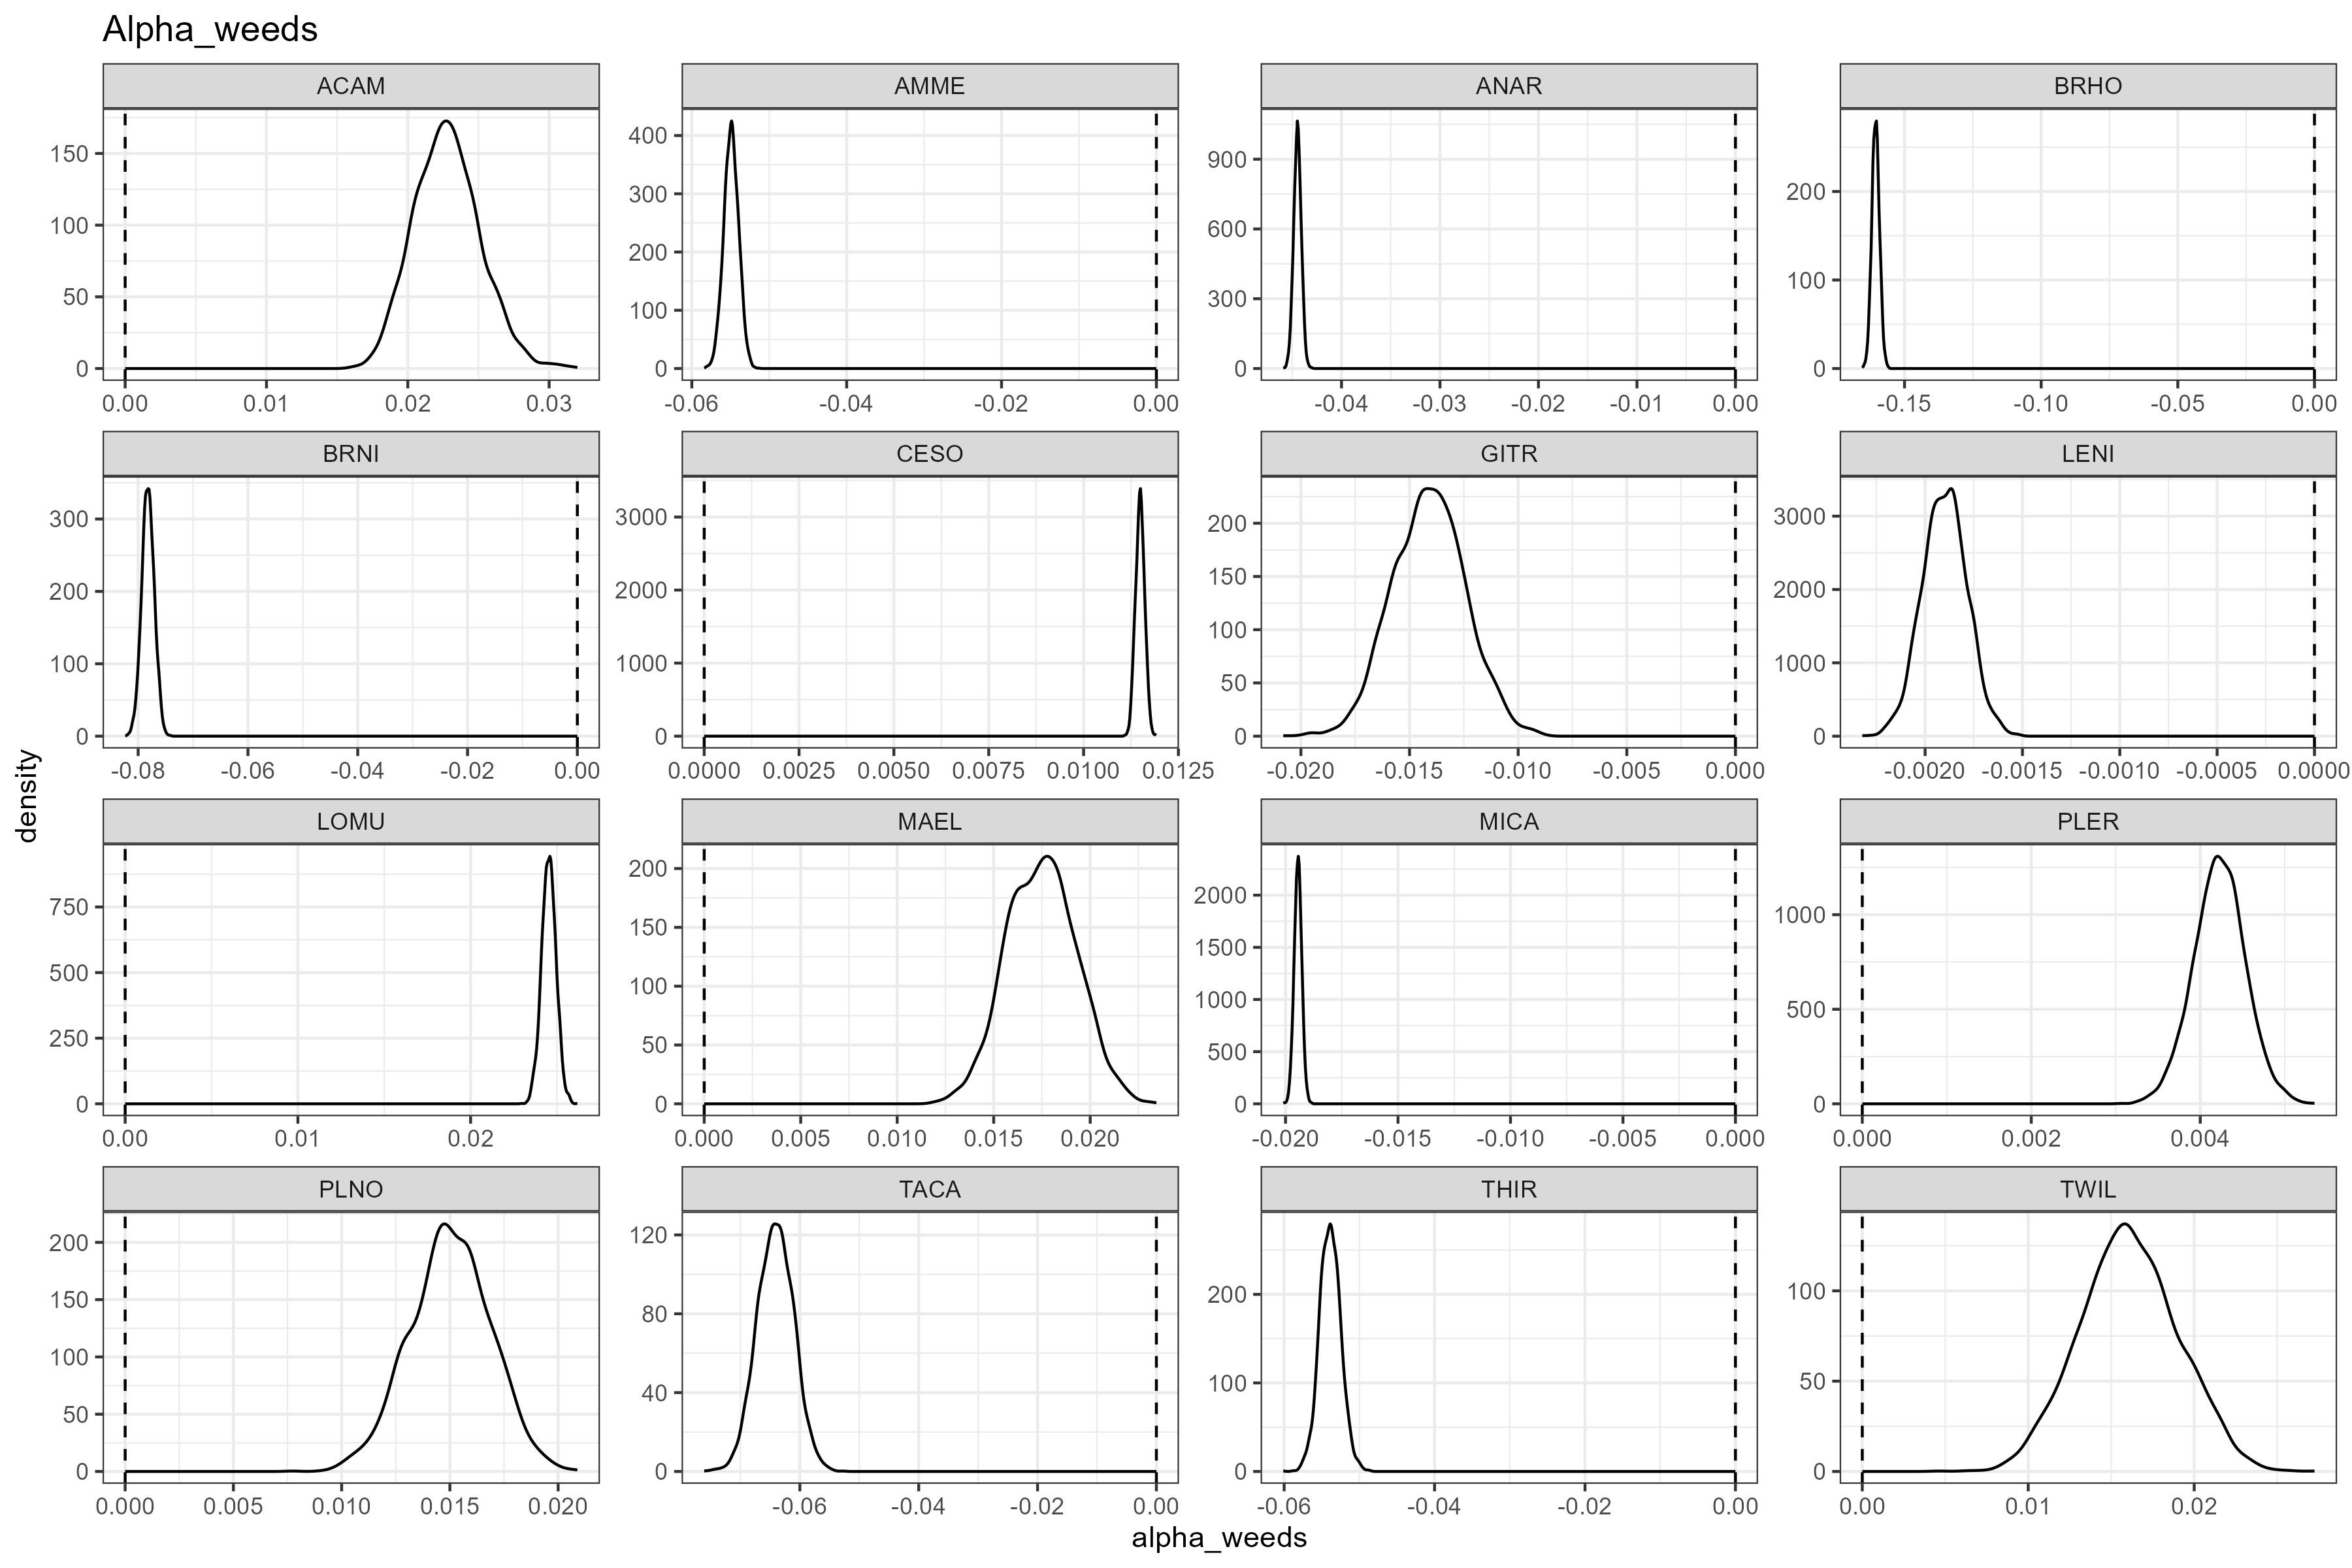 Alpha_weeds
ACAM AMME ANAR BRHO
150 400 900 200
100 300 600 100
50 200 300 0
0 100 0
0
0.00 0.01 0.02 0.03 -0.06 -0.04 -0.02 0.00 -0.04 -0.03 -0.02 -0.01 0.00 -0.15 -0.10 -0.05 0.00
BRNI CESO GITR LENI
300 3000 200 3000
200 2000 150 2000
100 1000 100 1000
0 0 50 0
0
-0.08 -0.06 -0.04 -0.02 0.00 0.0000 0.0025 0.0050 0.0075 0.0100 0.0125 -0.020 -0.015 -0.010 -0.005 0.000 -0.0020 -0.0015 -0.0010 -0.0005 0.0000
density
LOMU MAEL MICA PLER
750 200 2000 1000
500 150 1500 500
250 100 1000 0
0 50 500
0 0
0.00 0.01 0.02 0.000 0.005 0.010 0.015 0.020 -0.020 -0.015 -0.010 -0.005 0.000 0.000 0.002 0.004
PLNO TACA THIR TWIL
200 120 200 100
150 80 100 50
100 40 0 0
50 0
0
0.000 0.005 0.010 0.015 0.020 -0.06 -0.04 -0.02 0.00 -0.06 -0.04 -0.02 0.00 0.00 0.01 0.02
alpha_weeds